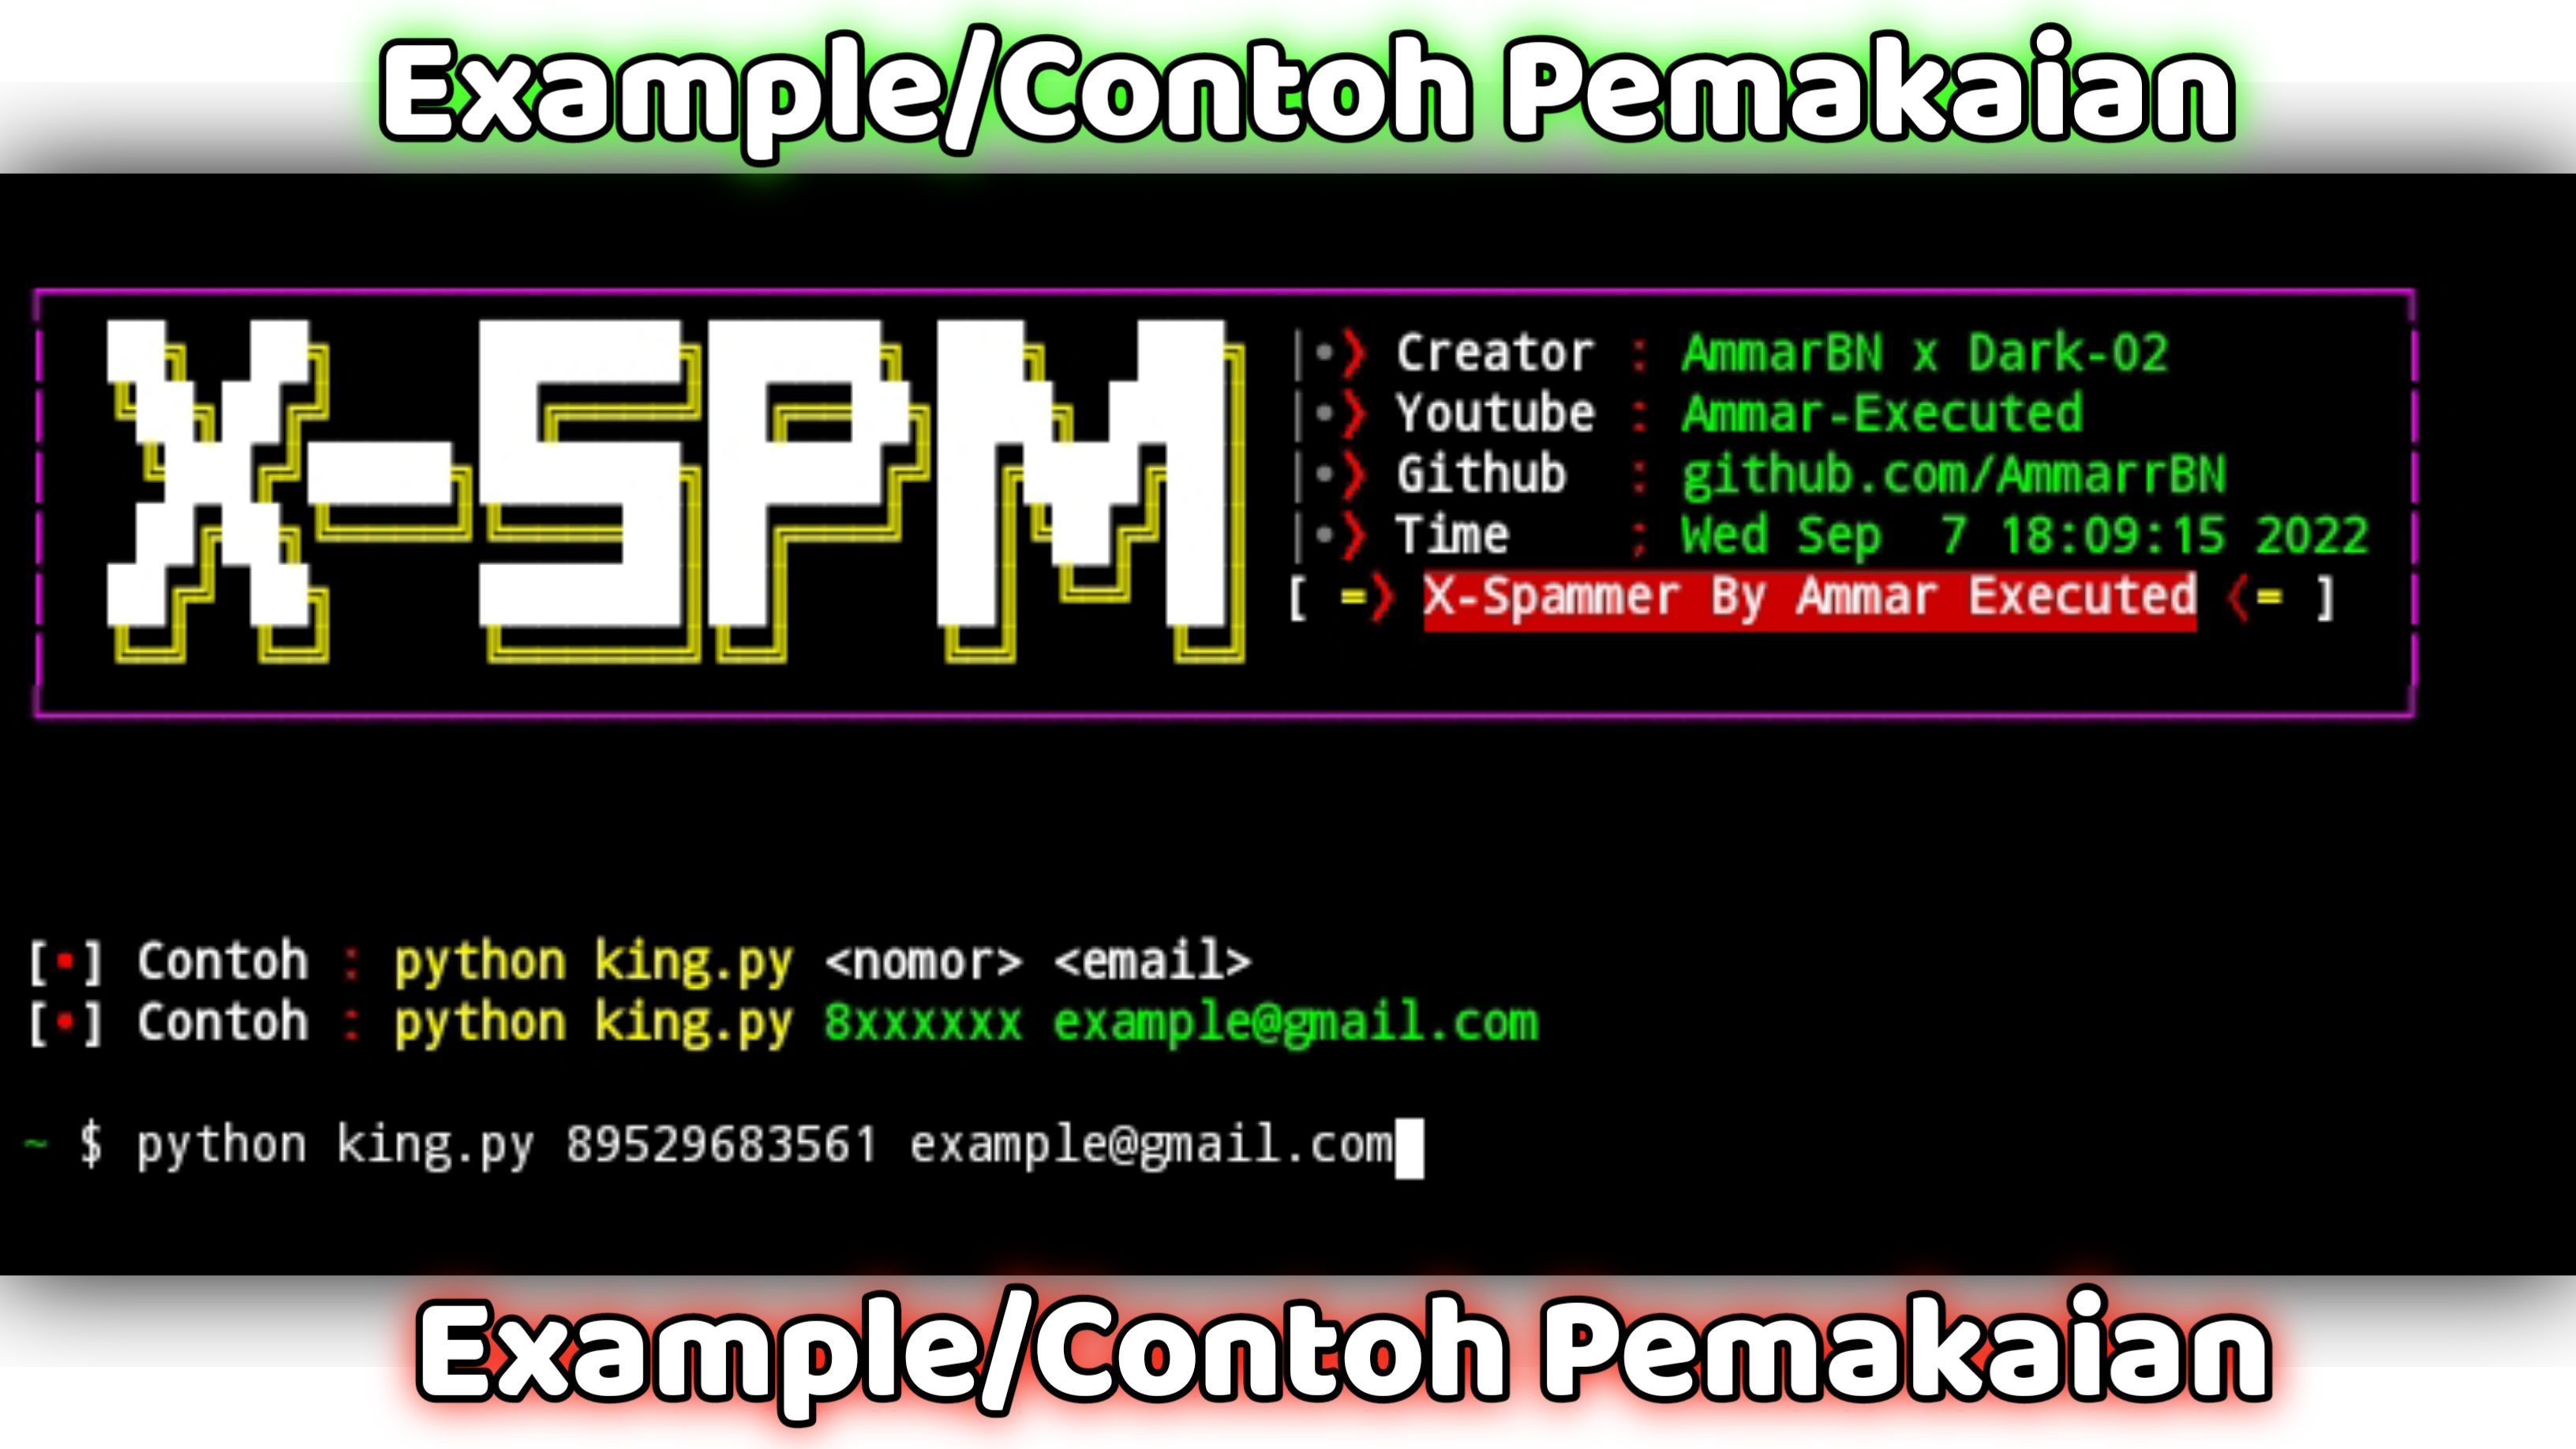 Example/Contoh Pemakaian
X-SPM
|•❯ Creator : AmmarBN x Dark-02
|•❯ Youtube : Ammar-Executed
|•❯ Github : github.com/AmmarrBN
|•❯ Time ; Wed Sep 7 18:09:15 2022
[ =❯ X-Spammer By Ammar Executed ❮= ]
[•] Contoh : python king.py <nomor> <email>
[•] Contoh : python king.py 8xxxxxx example@gmail.com
~ $ python king.py 89529683561 example@gmail.com
Example/Contoh Pemakaian